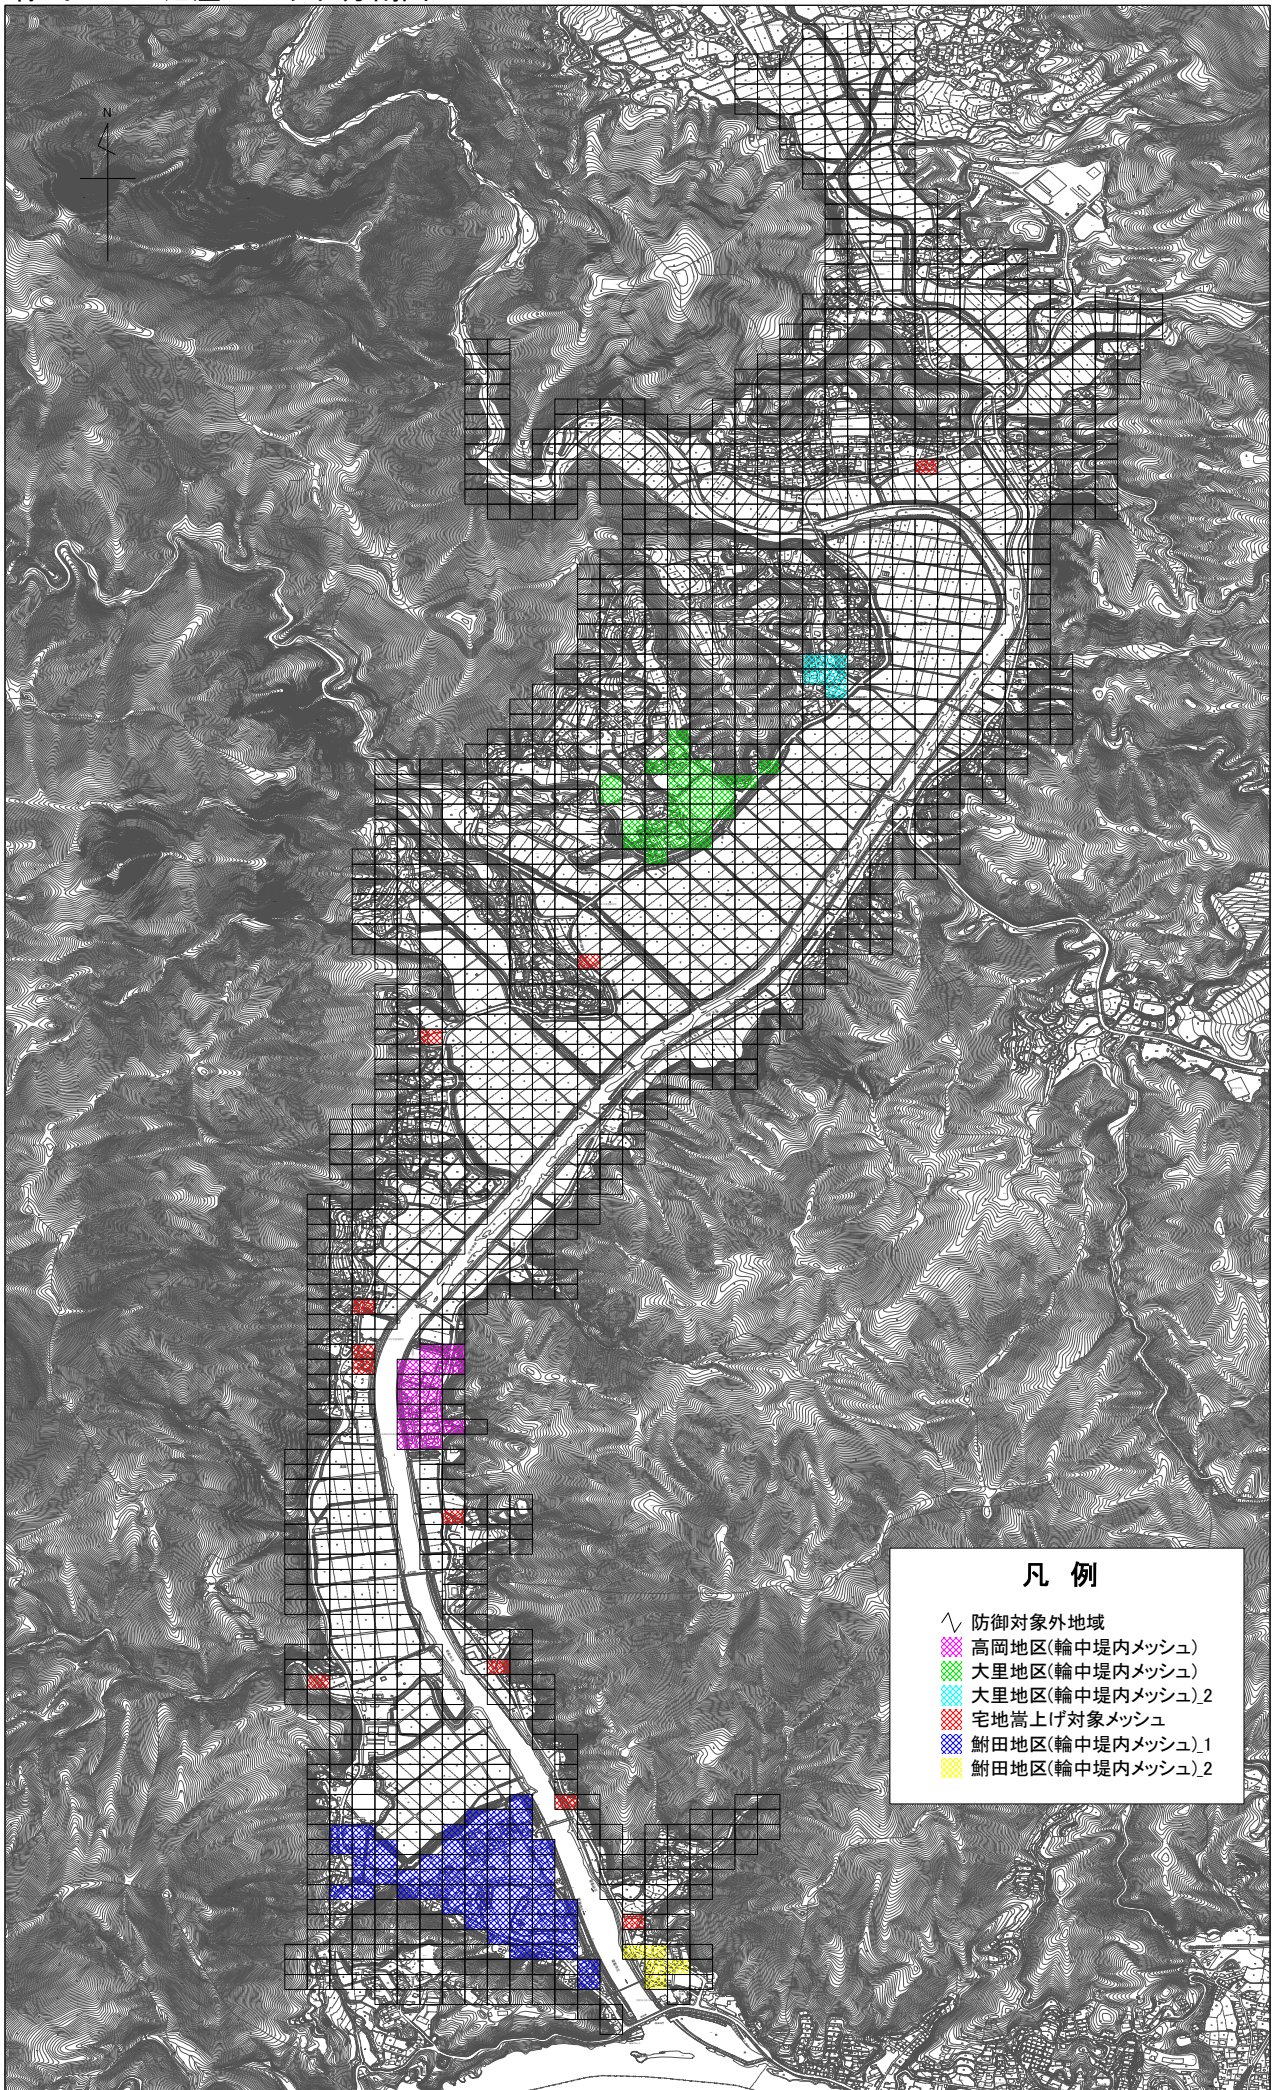 N
凡 例
防御対象外地域
高岡地区(輪中堤内メッシュ)
大里地区(輪中堤内メッシュ)
大里地区(輪中堤内メッシュ)_2
宅地嵩上げ対象メッシュ
鮒田地区(輪中堤内メッシュ)_1
鮒田地区(輪中堤内メッシュ)_2